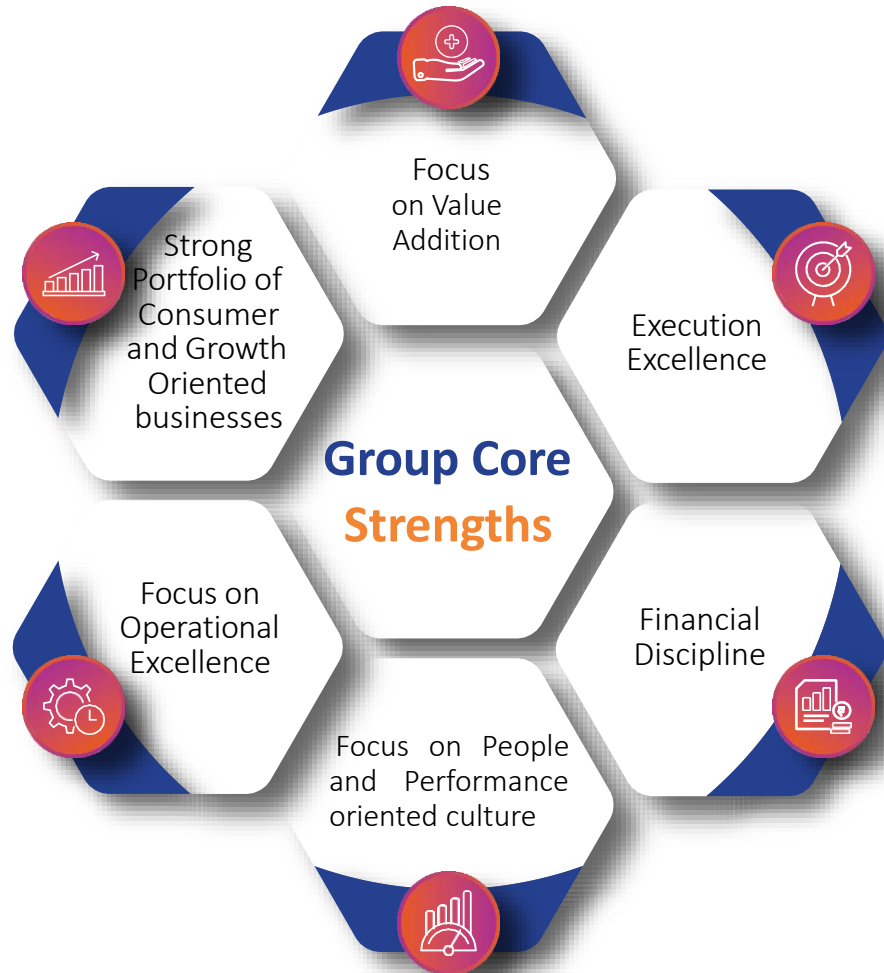 Focus
on Value
Addition
Strong
Portfolio of
Consumer
and Growth
Oriented
businesses
Execution
Excellence
Group Core
Strengths
Focus on
Operational
Excellence
Financial
Discipline
Focus on People
and Performance
oriented culture